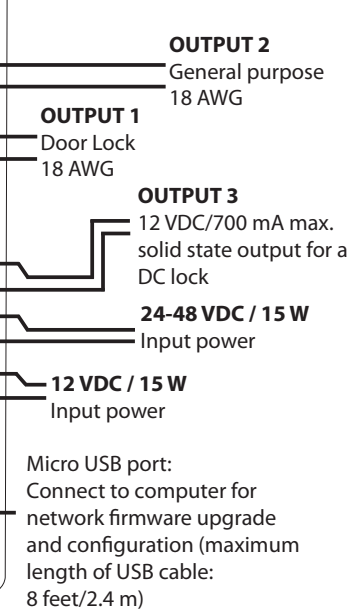 OUTPUT 2
General purpose
18 AWG
OUTPUT 1
Door Lock
18 AWG
OUTPUT 3
12 VDC/700 mA max.
solid state output for a
DC lock
24-48 VDC / 15 W
Input power
12 VDC / 15 W
Input power
Micro USB port:
Connect to computer for
network firmware upgrade
and configuration (maximum
length of USB cable:
8 feet/2.4 m)